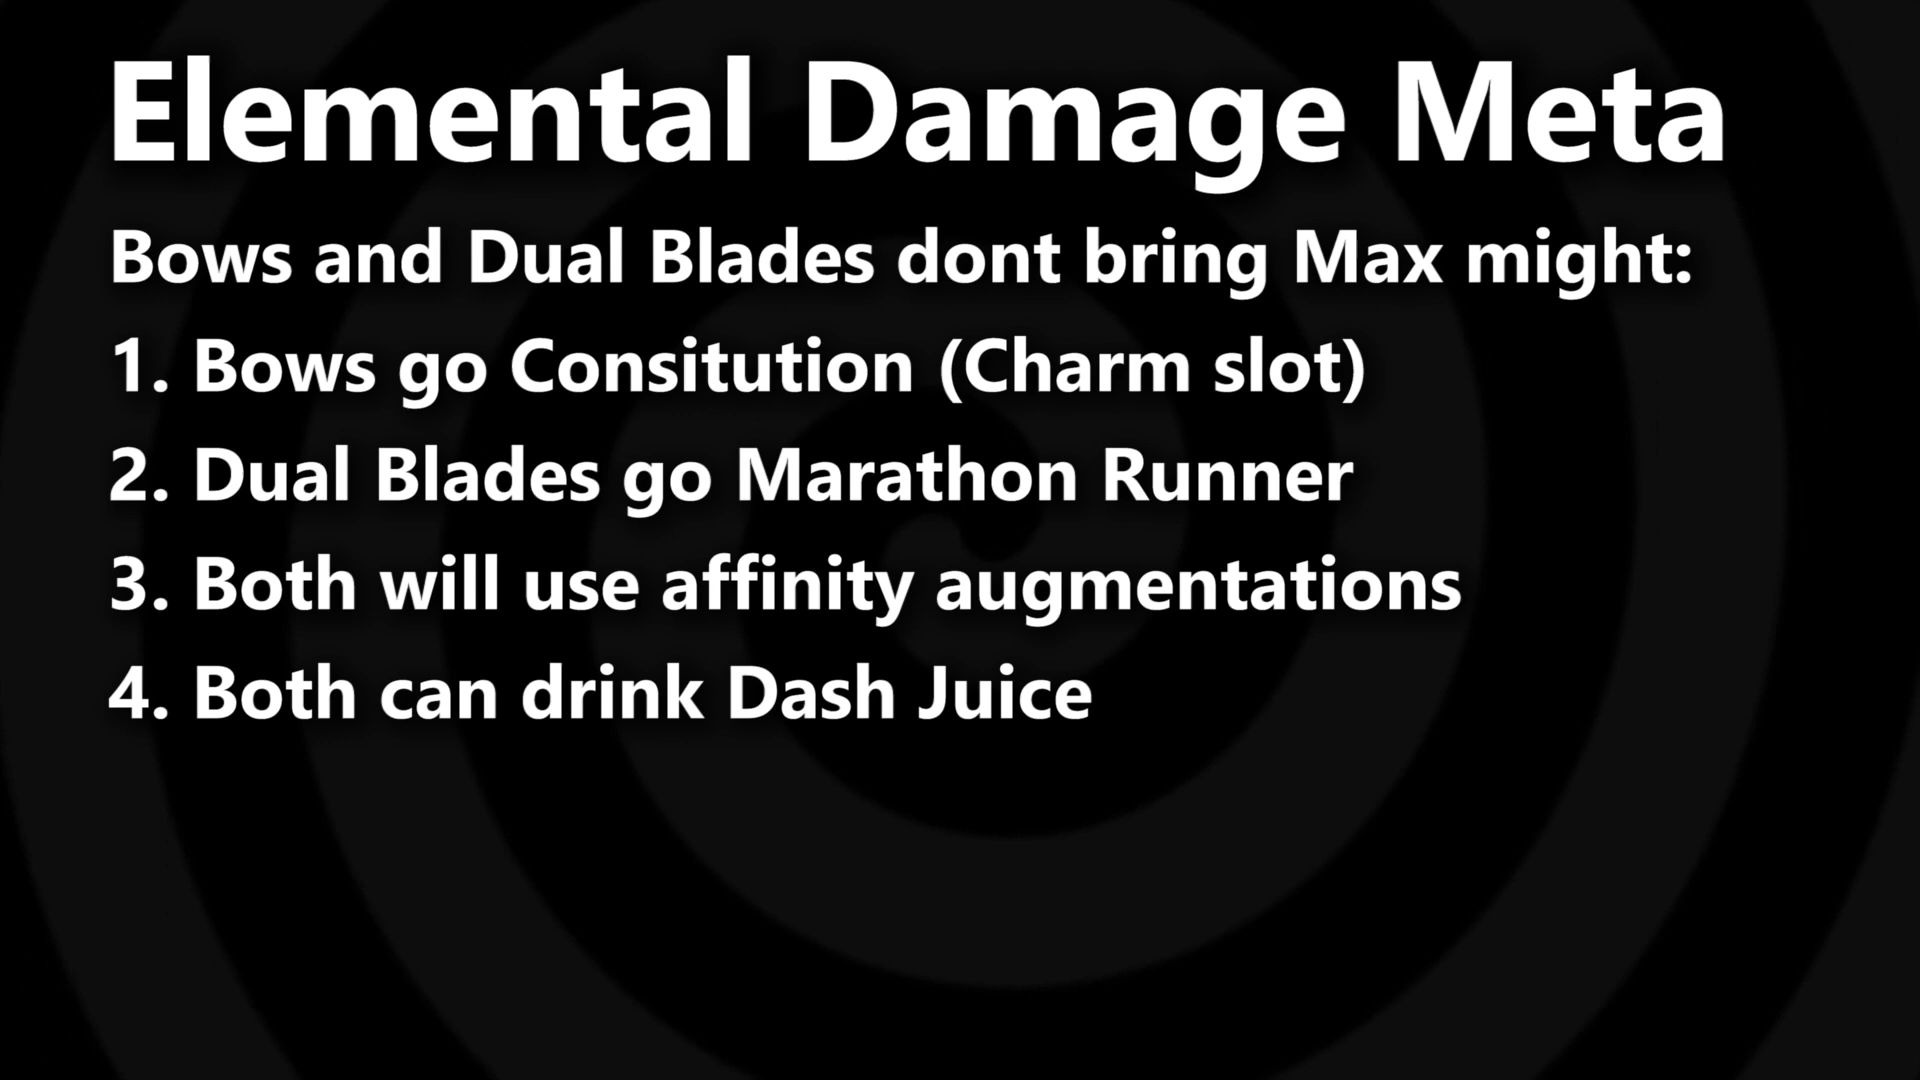 Elemental Damage Meta
Bows and Dual Blades dont bring Max might:
1. Bows go Consitution (Charm slot)
2. Dual Blades go Marathon Runner
3. Both will use affinity augmentations
4. Both can drink Dash Juice